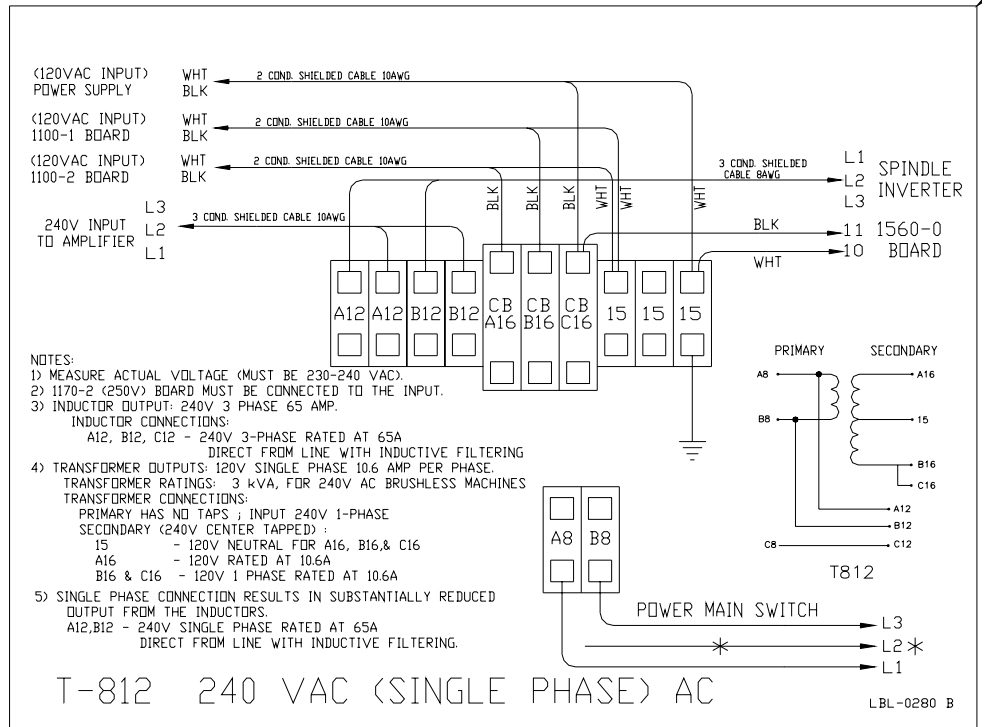 (120VAC INPUT) WHT 2 COND. SHIELDED CABLE 10AWG
POWER SUPPLY BLK
(120VAC INPUT) WHT 2 COND. SHIELDED CABLE 10AWG
1100-1 BOARD BLK
(120VAC INPUT) WHT 2 COND. SHIELDED CABLE 10AWG
1100-2 BOARD BLK
3 COND. SHIELDED
CABLE 8AWG
L1
L2
L3
SPINDLE
INVERTER
BLK BLK BLK WHT WHT WHT
L3
240V INPUT L2 3 COND. SHIELDED CABLE 10AWG
TO AMPLIFIER L1
BLK 11 1560-0
WHT 10 BOARD
A12 A12 B12 B12 CB A16 CB B16 CB C16 15 15 15
NOTES:
1) MEASURE ACTUAL VOLTAGE (MUST BE 230-240 VAC).
2) 1170-2 (250V) BOARD MUST BE CONNECTED TO THE INPUT.
3) INDUCTOR OUTPUT: 240V 3 PHASE 65 AMP.
INDUCTOR CONNECTIONS:
A12, B12, C12 - 240V 3-PHASE RATED AT 65A
DIRECT FROM LINE WITH INDUCTIVE FILTERING
4) TRANSFORMER OUTPUTS: 120V SINGLE PHASE 10.6 AMP PER PHASE.
TRANSFORMER RATINGS: 3 kVA, FOR 240V AC BRUSHLESS MACHINES
TRANSFORMER CONNECTIONS:
PRIMARY HAS NO TAPS ; INPUT 240V 1-PHASE
SECONDARY (240V CENTER TAPPED) :
15 - 120V NEUTRAL FOR A16, B16,& C16
A16 - 120V RATED AT 10.6A
B16 & C16 - 120V 1 PHASE RATED AT 10.6A
5) SINGLE PHASE CONNECTION RESULTS IN SUBSTANTIALLY REDUCED
OUTPUT FROM THE INDUCTORS.
A12,B12 - 240V SINGLE PHASE RATED AT 65A
DIRECT FROM LINE WITH INDUCTIVE FILTERING.
PRIMARY SECONDARY
A8 A16
B8 15
B16
C16
A12
B12
C8 C12
T812
A8 B8
POWER MAIN SWITCH
L3
L2
L1
T-812 240 VAC (SINGLE PHASE) AC
LBL-0280 B